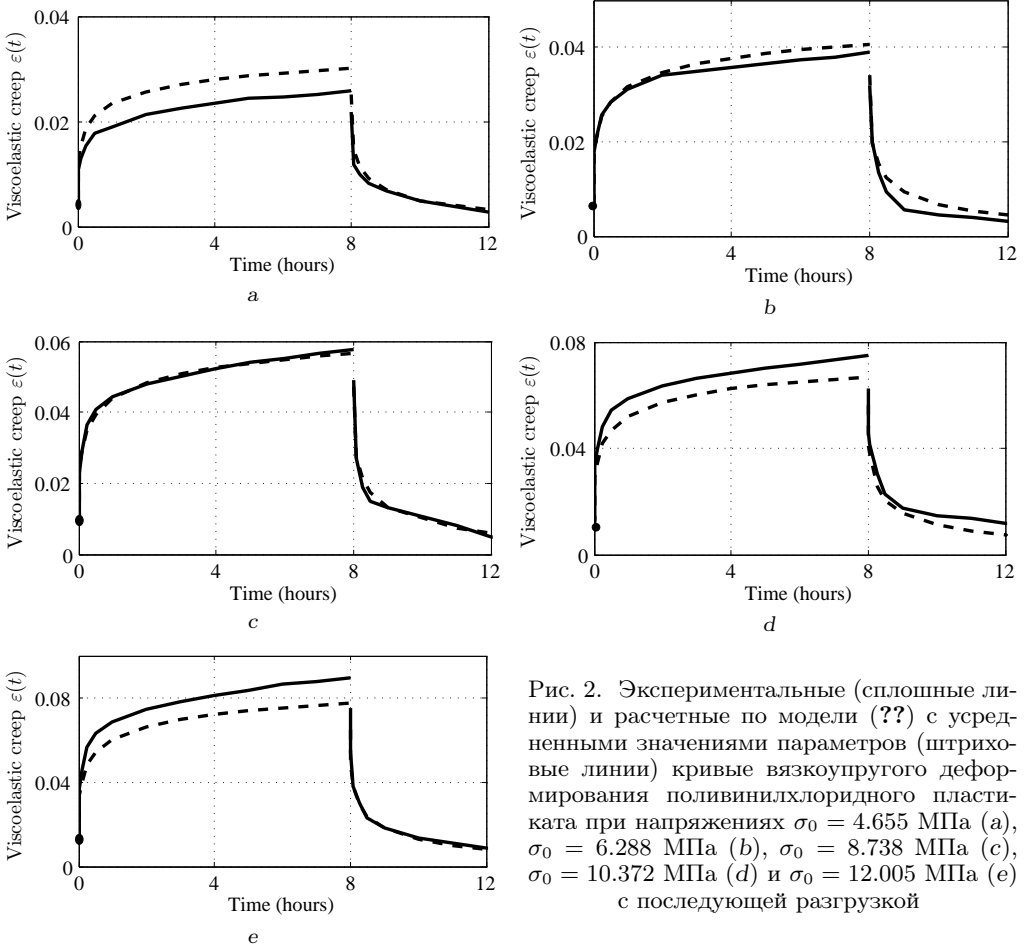 0.04
0.02
0
0
4
8
12
Viscoelastic creep ε(t)
Time (hours)
a
0.04
0.02
0
0
4
8
12
Viscoelastic creep ε(t)
Time (hours)
b
0.06
0.04
0.02
0
0
4
8
12
Viscoelastic creep ε(t)
Time (hours)
c
0.08
0.04
0
0
4
8
12
Viscoelastic creep ε(t)
Time (hours)
d
0.08
0.04
0
0
4
8
12
Viscoelastic creep ε(t)
Time (hours)
e
Рис. 2. Экспериментальные (сплошные ли-
нии) и расчетные по модели (??) с усред-
ненными значениями параметров (штрихо-
вые линии) кривые вязкоупругого дефор-
мирования поливинилхлоридного пласти-
ката при напряжениях σ0 = 4.655 МПа (a),
σ0 = 6.288 МПа (b), σ0 = 8.738 МПа (c),
σ0 = 10.372 МПа (d) и σ0 = 12.005 МПа (e)
с последующей разгрузкой